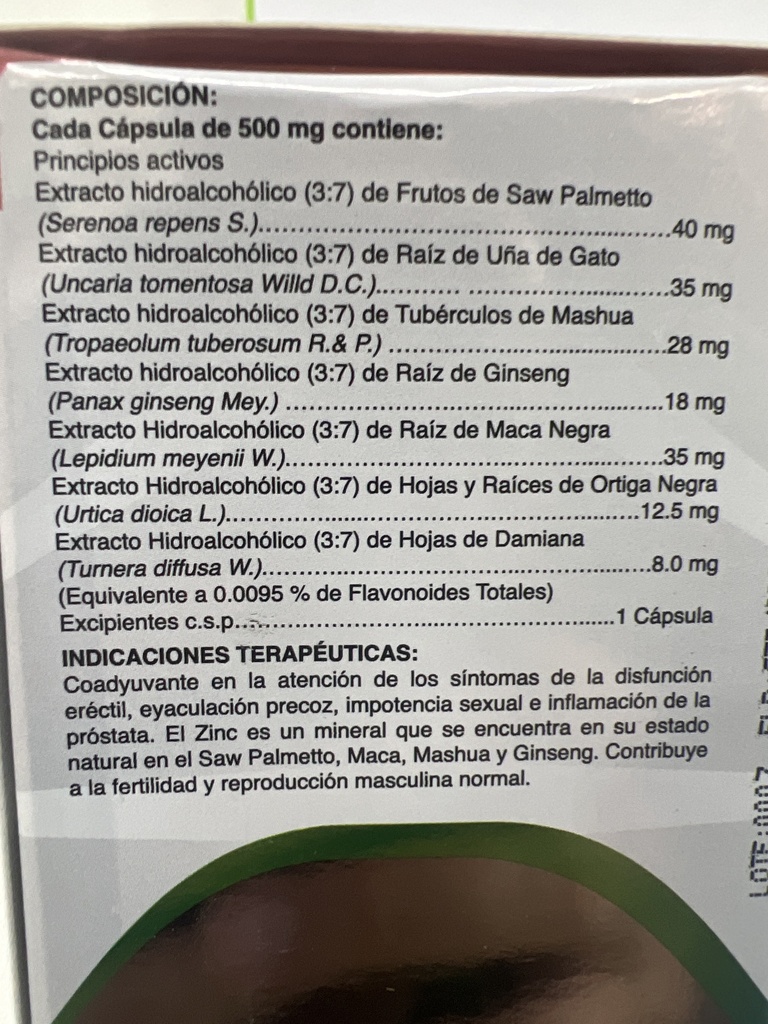 COMPOSICIÓN:
Cada Cápsula de 500 mg contiene:
Principios activos
Extracto hidroalcohólico (3:7) de Frutos de Saw Palmetto
(Serenoa repens S.)..........................................................40 mg
Extracto hidroalcohólico (3:7) de Raíz de Uña de Gato
(Uncaria tomentosa Willd D.C.)........... ............................35 mg
Extracto hidroalcohólico (3:7) de Tubérculos de Mashua
(Tropaeolum tuberosum R.& P.) .......................................28 mg
Extracto hidroalcohólico (3:7) de Raíz de Ginseng
(Panax ginseng Mey.) .....................................................18 mg
Extracto Hidroalcohólico (3:7) de Raíz de Maca Negra
(Lepidium meyenii W.).....................................................35 mg
Extracto Hidroalcohólico (3:7) de Hojas y Raíces de Ortiga Negra
(Urtica dioica L.)..........................................................12.5 mg
Extracto Hidroalcohólico (3:7) de Hojas de Damiana
(Turnera diffusa W.).......................................................8.0 mg
(Equivalente a 0.0095 % de Flavonoides Totales)
Excipientes c.s.p.......................................................1 Cápsula
INDICACIONES TERAPÉUTICAS:
Coadyuvante en la atención de los síntomas de la disfunción
eréctil, eyaculación precoz, impotencia sexual e inflamación de la
próstata. El Zinc es un mineral que se encuentra en su estado
natural en el Saw Palmetto, Maca, Mashua y Ginseng. Contribuye
a la fertilidad y reproducción masculina normal.
LOTE:0007